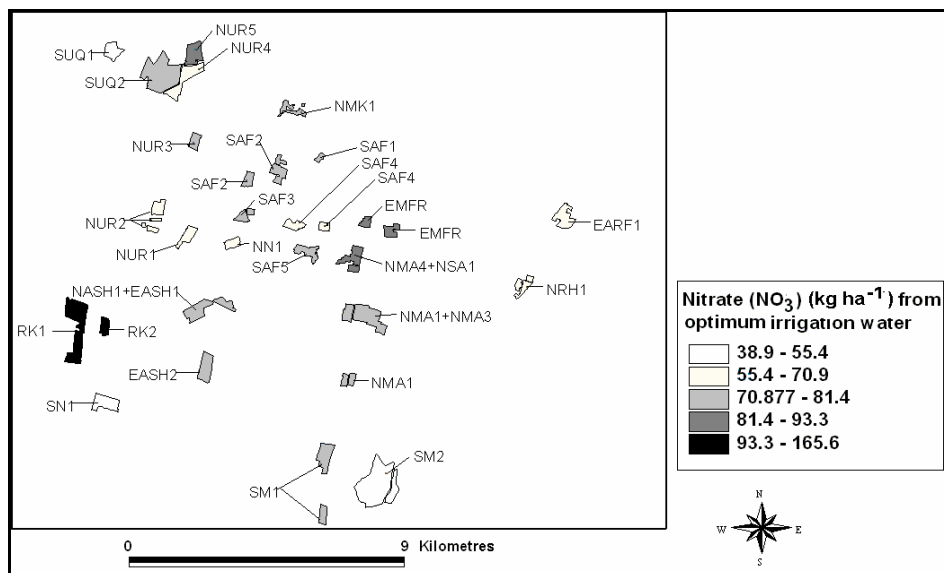 NUR5
SUQ1
NUR4
SUQ2
NMK1
NUR3
SAF2
SAF1
SAF4
SAF2
SAF4
SAF3
EMFR
NUR2
EARF1
EMFR
NUR1
NN1
SAF5
NMA4+NSA1
NASH1+EASH1
NRH1
RK1
RK2
NMA1+NMA3
EASH2
NMA1
SN1
SM2
SM1
Nitrate (NO₃⁻) (kg ha⁻¹) from
optimum irrigation water
38.9 - 55.4
55.4 - 70.9
70.877 - 81.4
81.4 - 93.3
93.3 - 165.6
N
W E
S
0 9 Kilometres